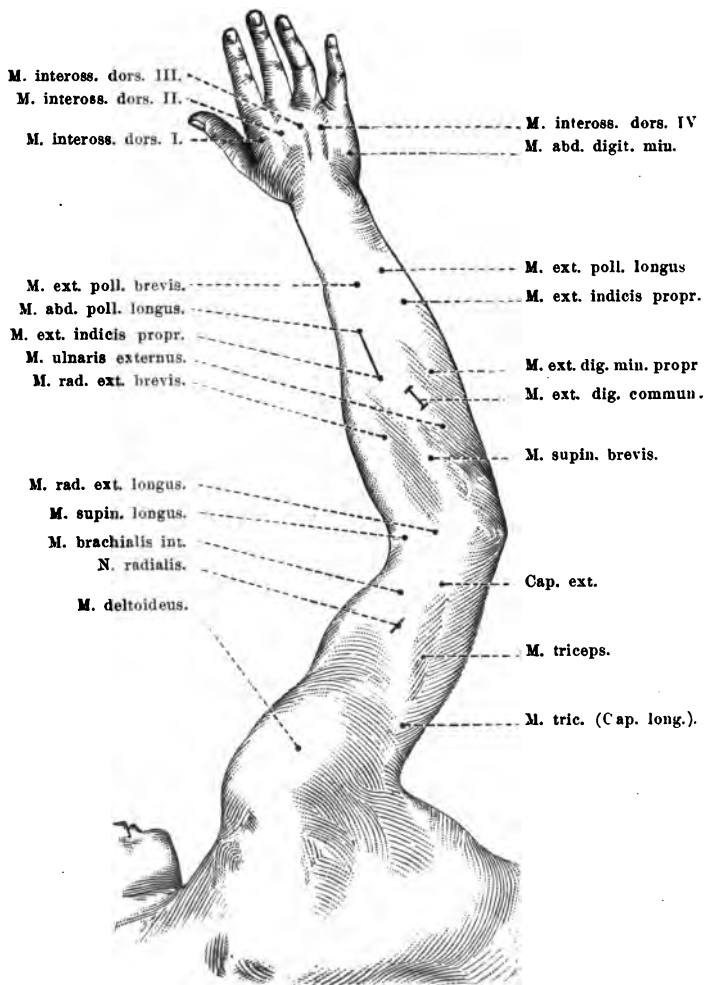 M. inteross. dors. III.
M. inteross. dors. II.
M. inteross. dors. I.
M. ext. poll. brevis.
M. abd. poll. longus.
M. ext. indicis propr.
M. ulnaris externus.
M. rad. ext. brevis.
M. rad. ext. longus.
M. supin. longus.
M. brachialis int.
N. radialis.
M. deltoideus.
M. inteross. dors. IV
M. abd. digit. min.
M. ext. poll. longus
M. ext. indicis propr.
M. ext. dig. min. propr
M. ext. dig. commun.
M. supin. brevis.
Cap. ext.
M. triceps.
M. tric. (Cap. long.).